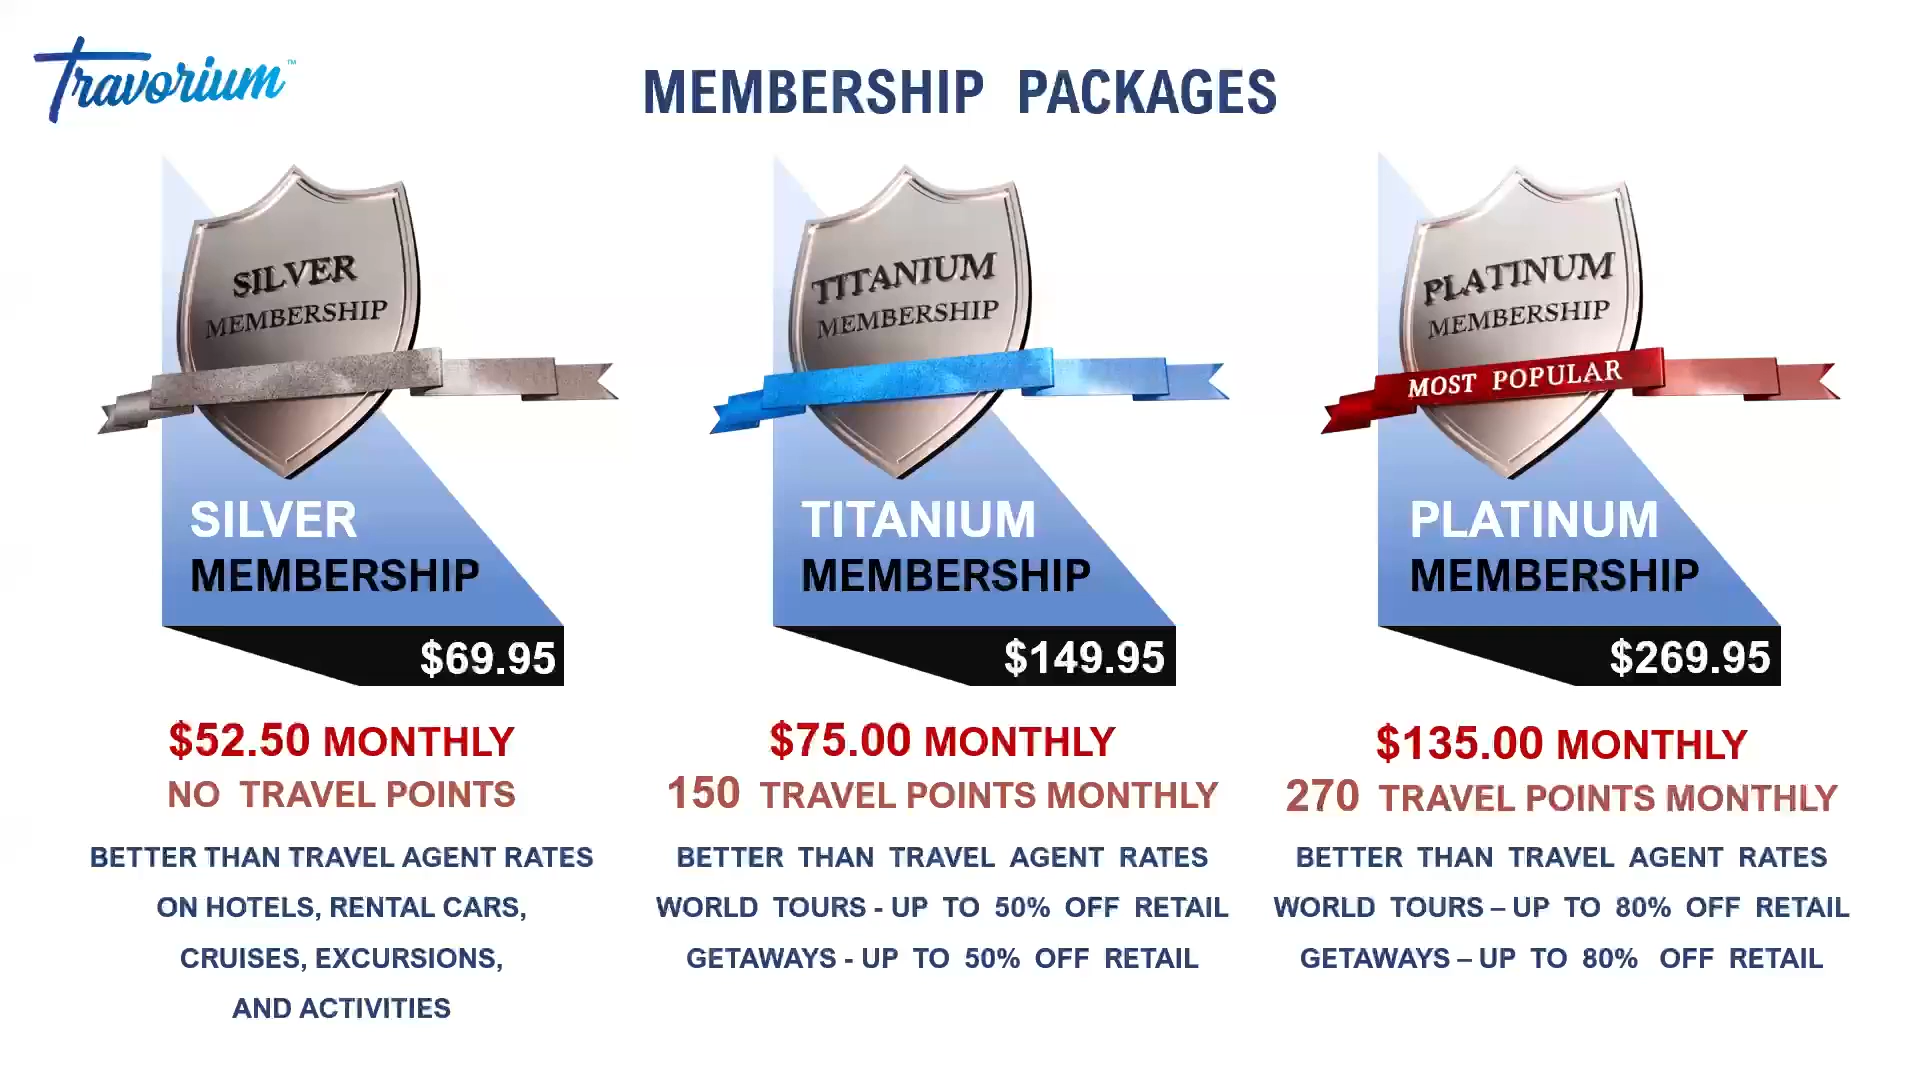 Travorium™
MEMBERSHIP PACKAGES
SILVER
MEMBERSHIP
SILVER
MEMBERSHIP
$69.95
$52.50 MONTHLY
NO TRAVEL POINTS
BETTER THAN TRAVEL AGENT RATES
ON HOTELS, RENTAL CARS,
CRUISES, EXCURSIONS,
AND ACTIVITIES
TITANIUM
MEMBERSHIP
TITANIUM
MEMBERSHIP
$149.95
$75.00 MONTHLY
150 TRAVEL POINTS MONTHLY
BETTER THAN TRAVEL AGENT RATES
WORLD TOURS - UP TO 50% OFF RETAIL
GETAWAYS - UP TO 50% OFF RETAIL
PLATINUM
MEMBERSHIP
MOST POPULAR
PLATINUM
MEMBERSHIP
$269.95
$135.00 MONTHLY
270 TRAVEL POINTS MONTHLY
BETTER THAN TRAVEL AGENT RATES
WORLD TOURS – UP TO 80% OFF RETAIL
GETAWAYS – UP TO 80% OFF RETAIL